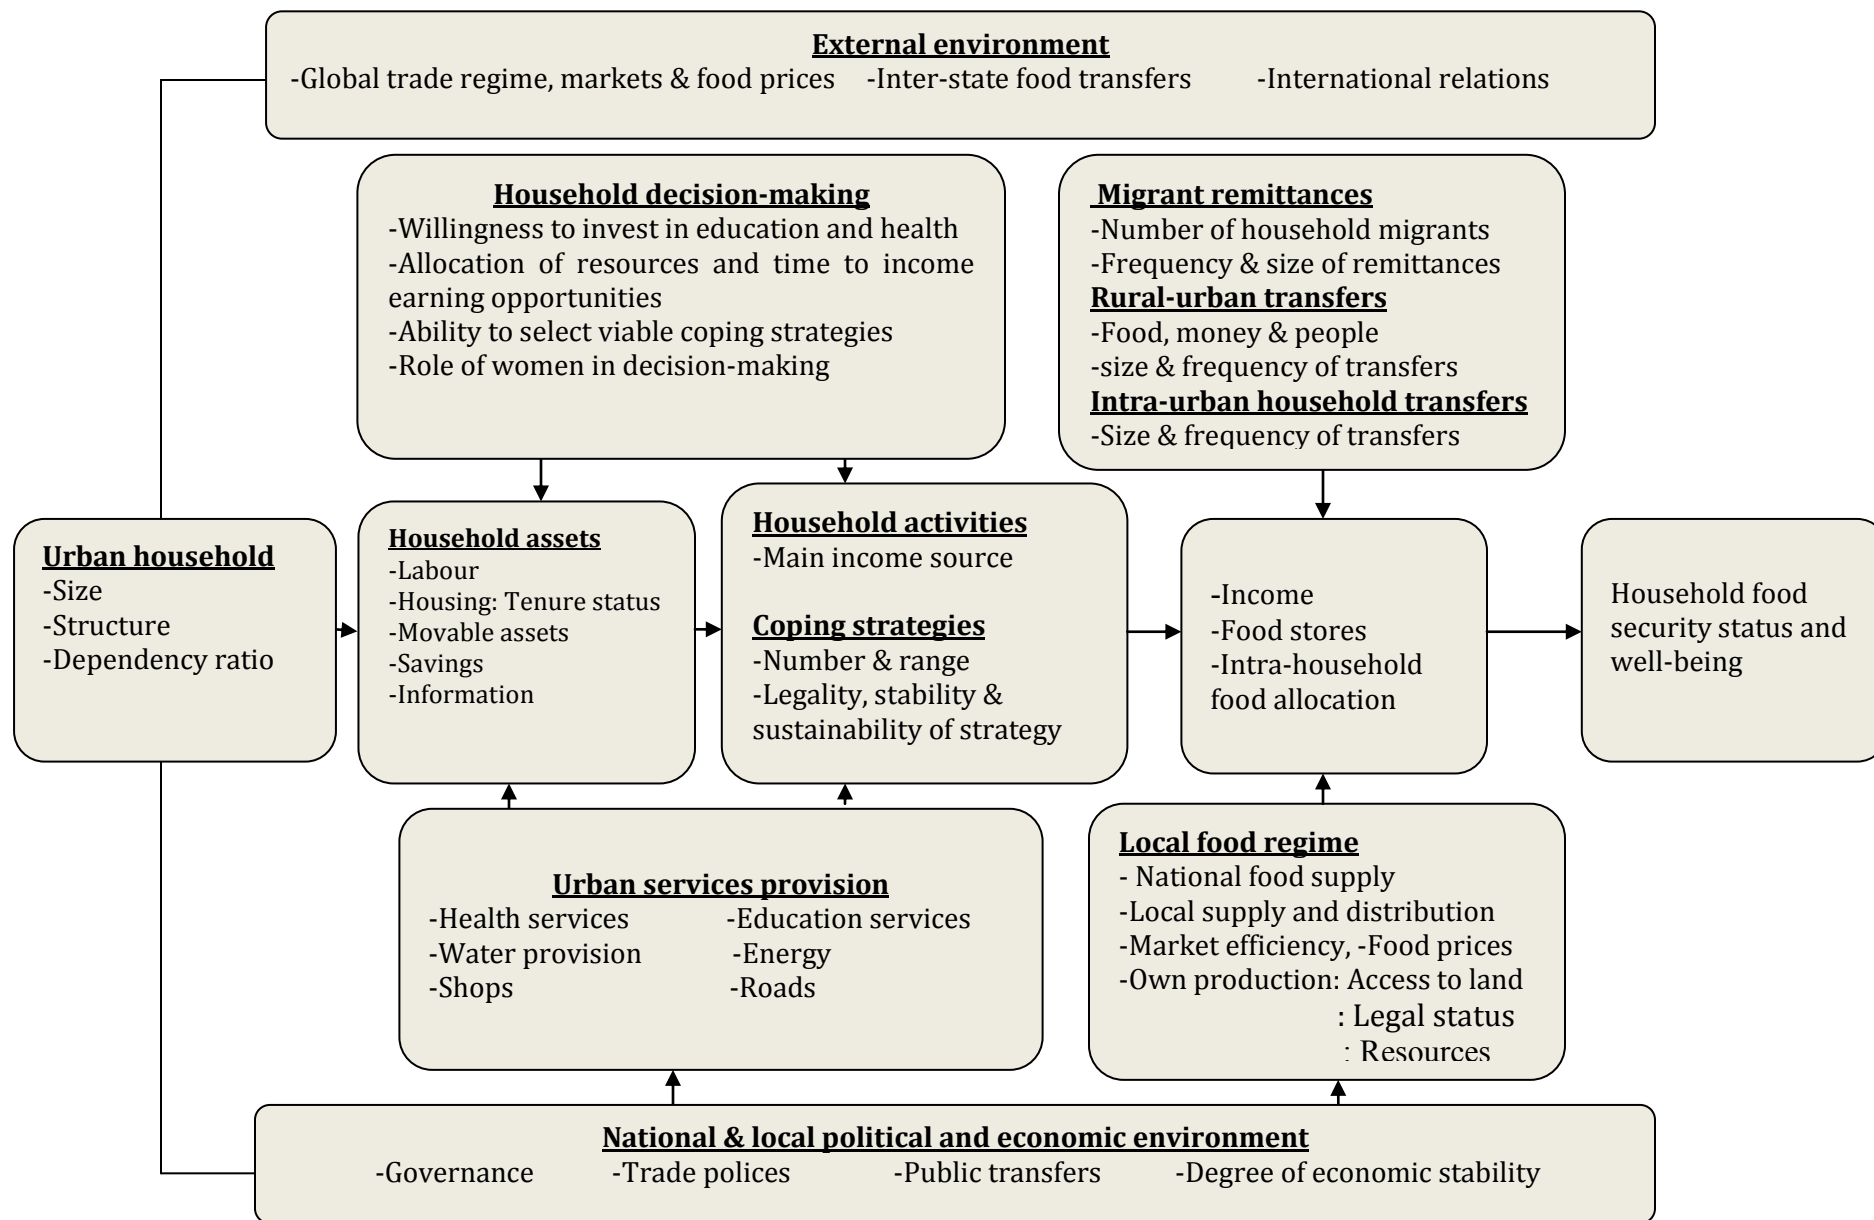 External environment
-Global trade regime, markets & food prices -Inter-state food transfers -International relations
Household decision-making
-Willingness to invest in education and health
-Allocation of resources and time to income
earning opportunities
-Ability to select viable coping strategies
-Role of women in decision-making
Migrant remittances
-Number of household migrants
-Frequency & size of remittances
Rural-urban transfers
-Food, money & people
-size & frequency of transfers
Intra-urban household transfers
-Size & frequency of transfers
Urban household
-Size
-Structure
-Dependency ratio
Household assets
-Labour
-Housing: Tenure status
-Movable assets
-Savings
-Information
Household activities
-Main income source
Coping strategies
-Number & range
-Legality, stability &
sustainability of strategy
-Income
-Food stores
-Intra-household
food allocation
Household food
security status and
well-being
Urban services provision
-Health services -Education services
-Water provision -Energy
-Shops -Roads
Local food regime
- National food supply
-Local supply and distribution
-Market efficiency, -Food prices
-Own production: Access to land
: Legal status
: Resources
National & local political and economic environment
-Governance -Trade polices -Public transfers -Degree of economic stability